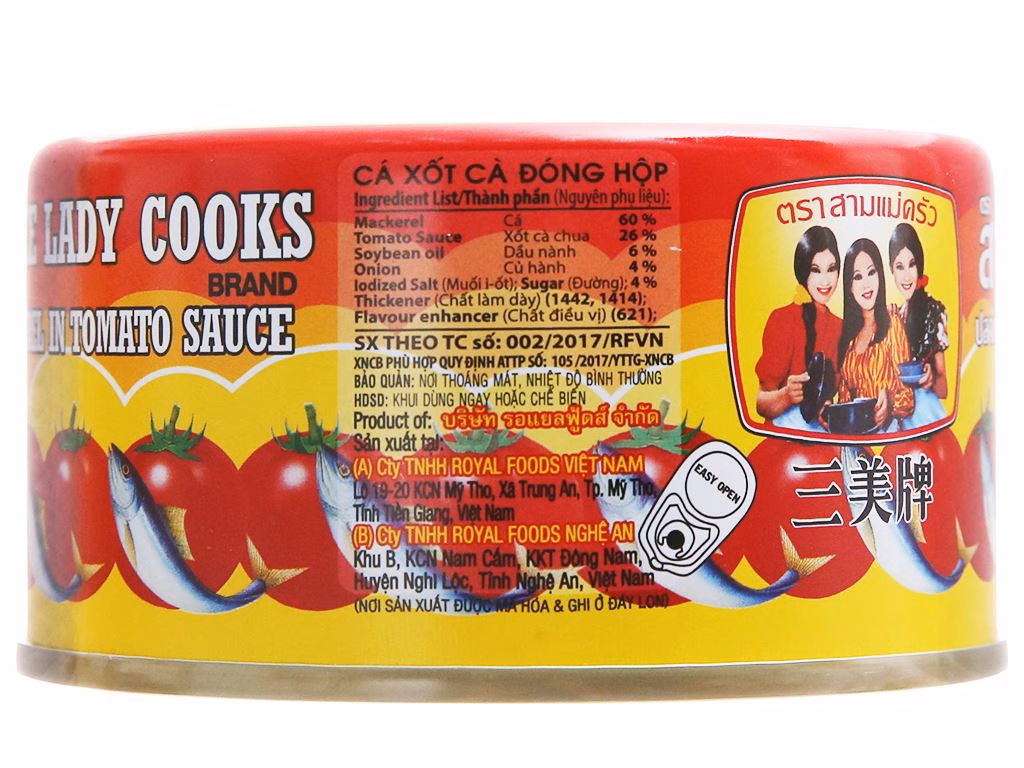 LADY COOKS
BRAND
IN TOMATO SAUCE
CÁ XỐT CÀ ĐÓNG HỘP
Ingredient List/Thành phần (Nguyên phụ liệu):
Mackerel Cá 60 %
Tomato Sauce Xốt cà chua 26 %
Soybean oil Dầu nành 6 %
Onion Củ hành 4 %
Iodized Salt (Muối i-ốt); Sugar (Đường); 4 %
Thickener (Chất làm dày) (1442, 1414);
Flavour enhancer (Chất điều vị) (621);
SX THEO TC số: 002/2017/RFVN
XNCB PHÙ HỢP QUY ĐỊNH ATTP SỐ: 105/2017/YTTG-XNCB
BẢO QUẢN: NƠI THOÁNG MÁT, NHIỆT ĐỘ BÌNH THƯỜNG
HDSD: KHUI DÙNG NGAY HOẶC CHẾ BIẾN
Product of: บริษัท รอแยลฟู้ดส์ จำกัด
Sản xuất tại:
(A) Cty TNHH ROYAL FOODS VIỆT NAM
Lô 19-20 KCN Mỹ Tho, Xã Trung An, Tp. Mỹ Tho,
Tỉnh Tiền Giang, Việt Nam
(B) Cty TNHH ROYAL FOODS NGHỆ AN
Khu B, KCN Nam Cấm, KKT Đông Nam,
Huyện Nghi Lộc, Tỉnh Nghệ An, Việt Nam
(NƠI SẢN XUẤT ĐƯỢC MÃ HÓA & GHI Ở ĐÁY LON)
EASY OPEN
ตราสามแม่ครัว
三美牌